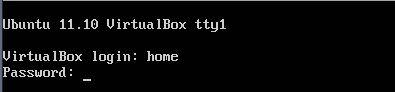 Ubuntu 11.10 VirtualBox tty1
VirtualBox login: home
Password: _